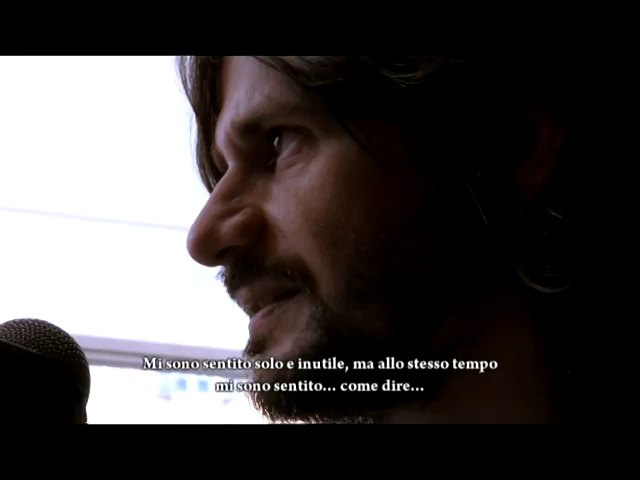 Mi sono sentito solo e inutile, ma allo stesso tempo
mi sono sentito... come dire...